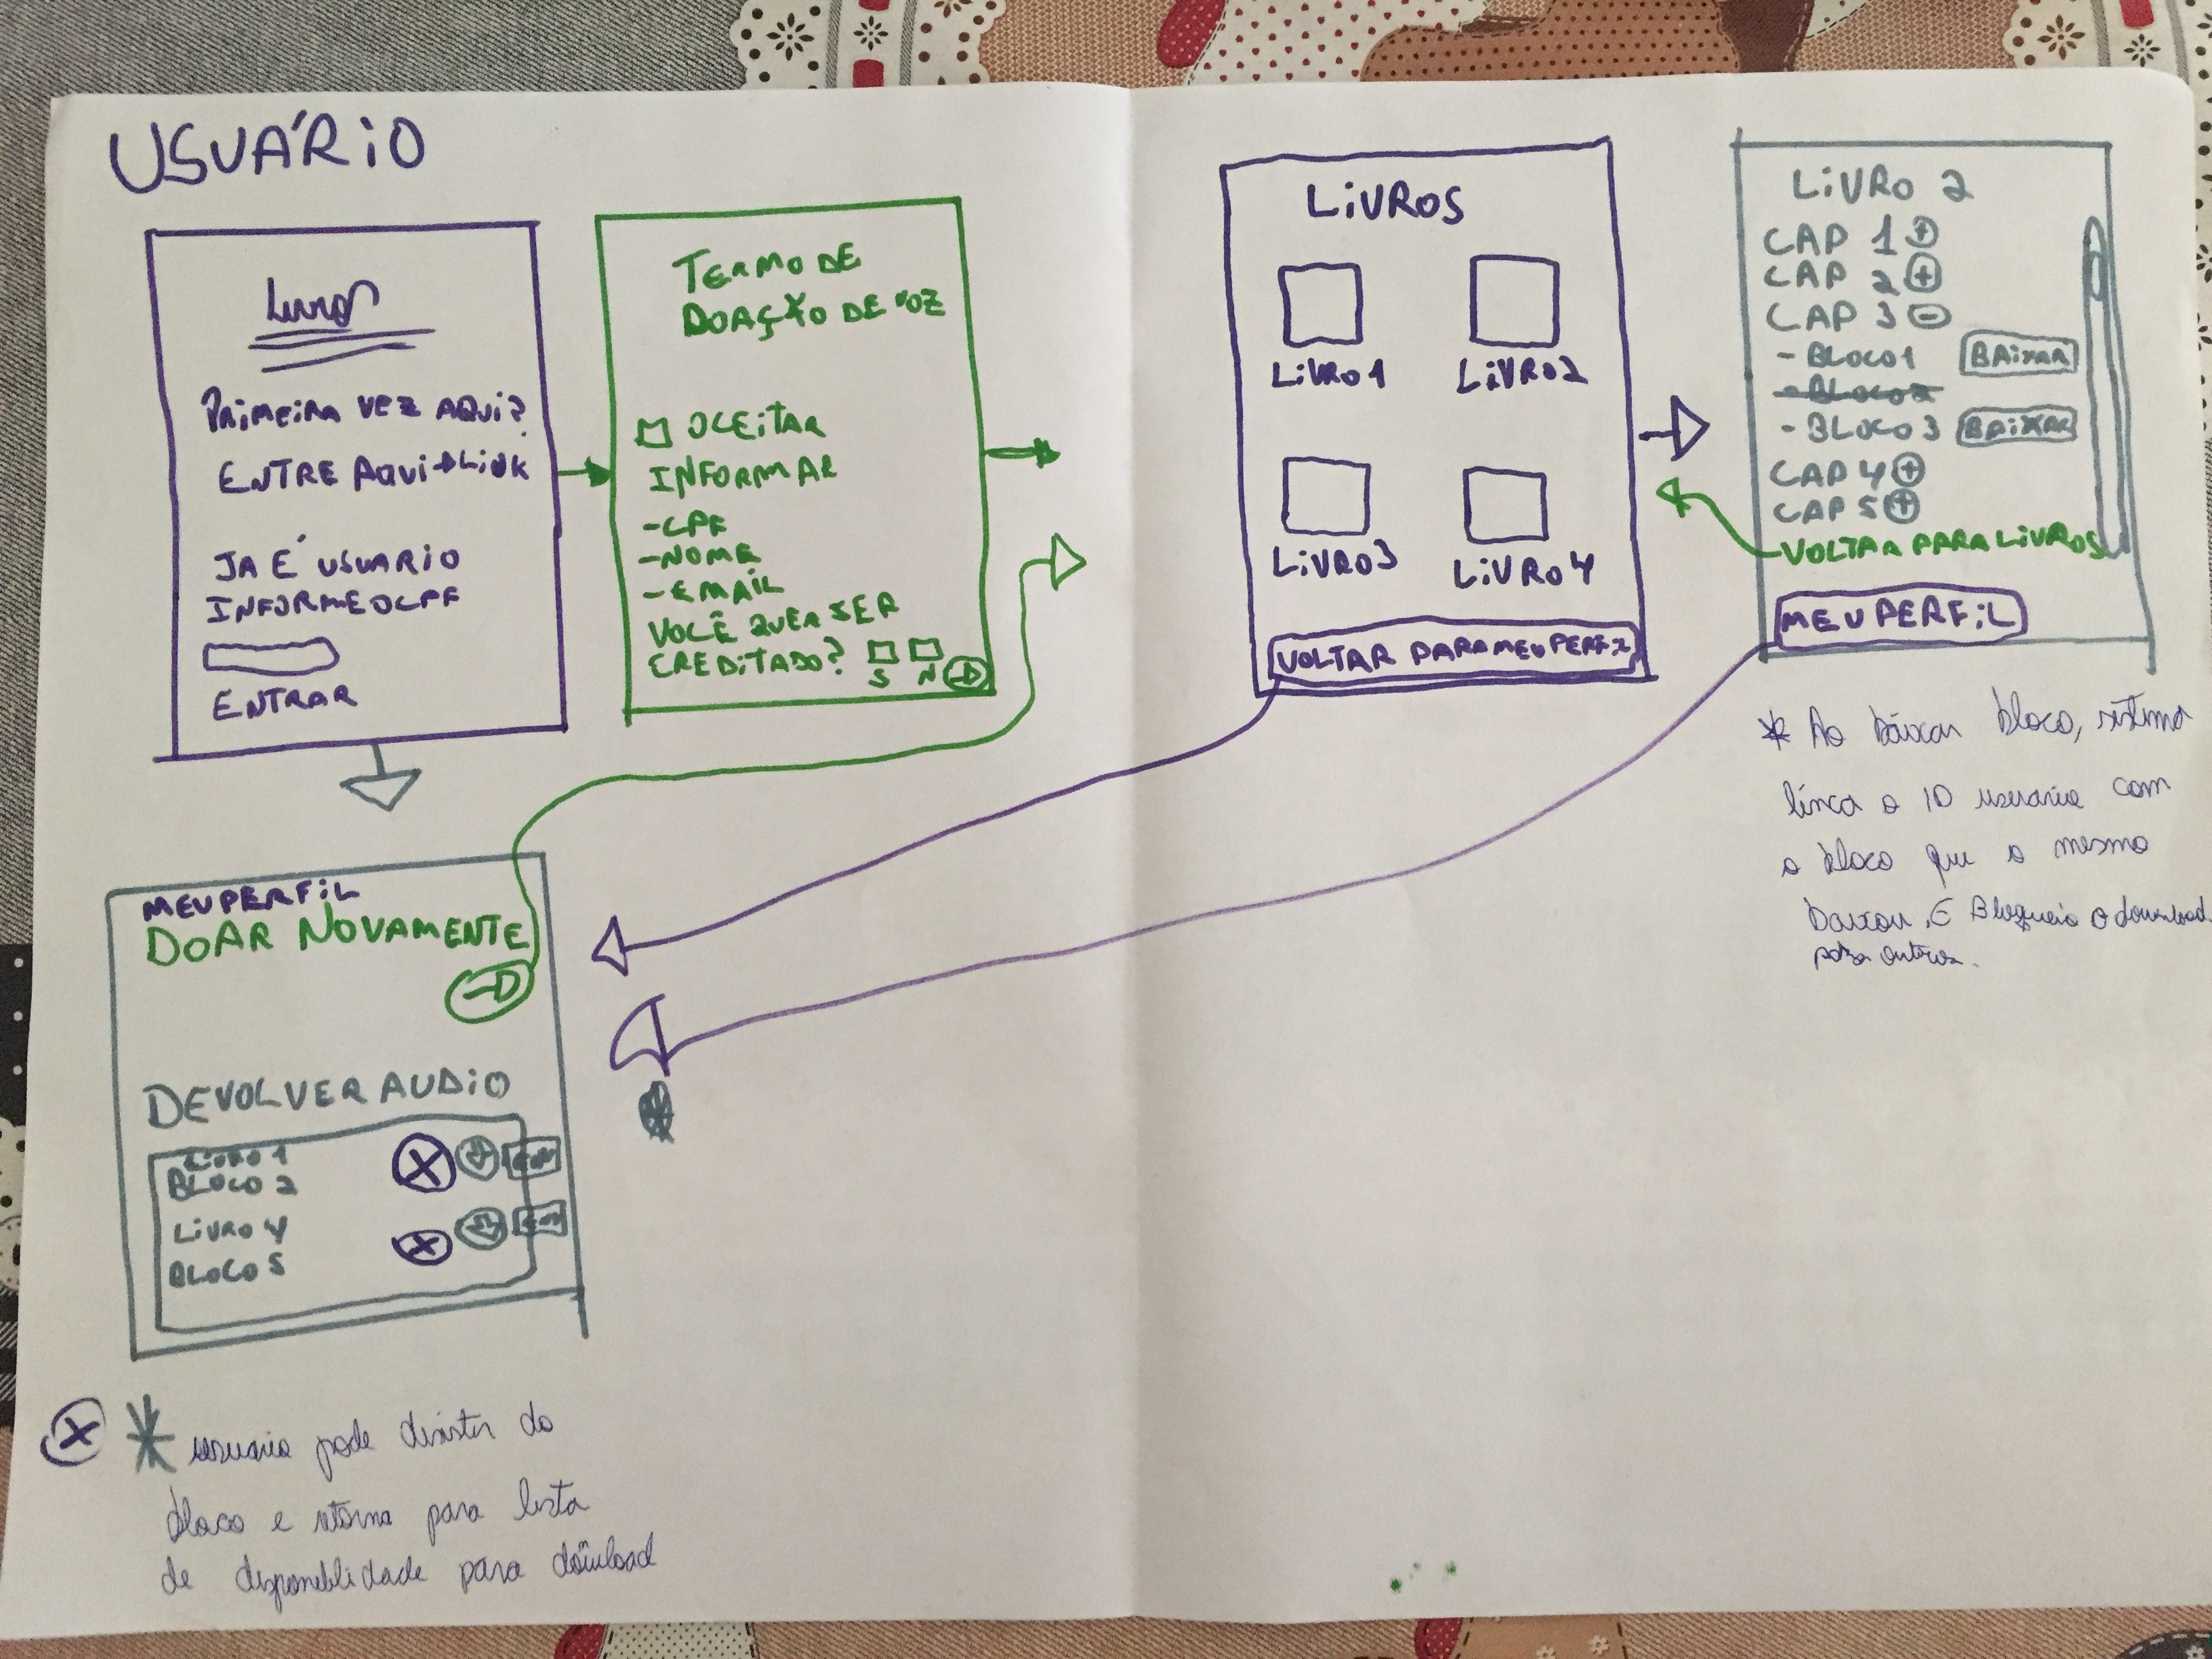 USUÁRIO
PRIMEIRA VEZ AQUI?
ENTRE AQUI → LINK
JA É USUARIO
INFORME O CPF
ENTRAR
TERMO DE
DOAÇÃO DE VOZ
ACEITAR
INFORMAR
- CPF
- NOME
- EMAIL
VOCÊ QUER SER
CREDITADO?
S N
LIVROS
LIVRO 1 LIVRO 2
LIVRO 3 LIVRO 4
VOLTAR PARA MEU PERFIL
LIVRO 2
CAP 1 +
CAP 2 +
CAP 3 -
- BLOCO 1 BAIXAR
- BLOCO 2
- BLOCO 3 BAIXAR
CAP 4 +
CAP 5 +
VOLTAR PARA LIVROS
MEU PERFIL
* Ao baixar bloco, sistema
linca o ID usuario com
o bloco que o mesmo
baixou, E Bloqueia o download
para outros.
MEU PERFIL
DOAR NOVAMENTE
DEVOLVER AUDIO
LIVRO 1
BLOCO 2 X
LIVRO 4
BLOCO 5 X
X * usuario pode desistir do
bloco e retorna para lista
de disponibilidade para download